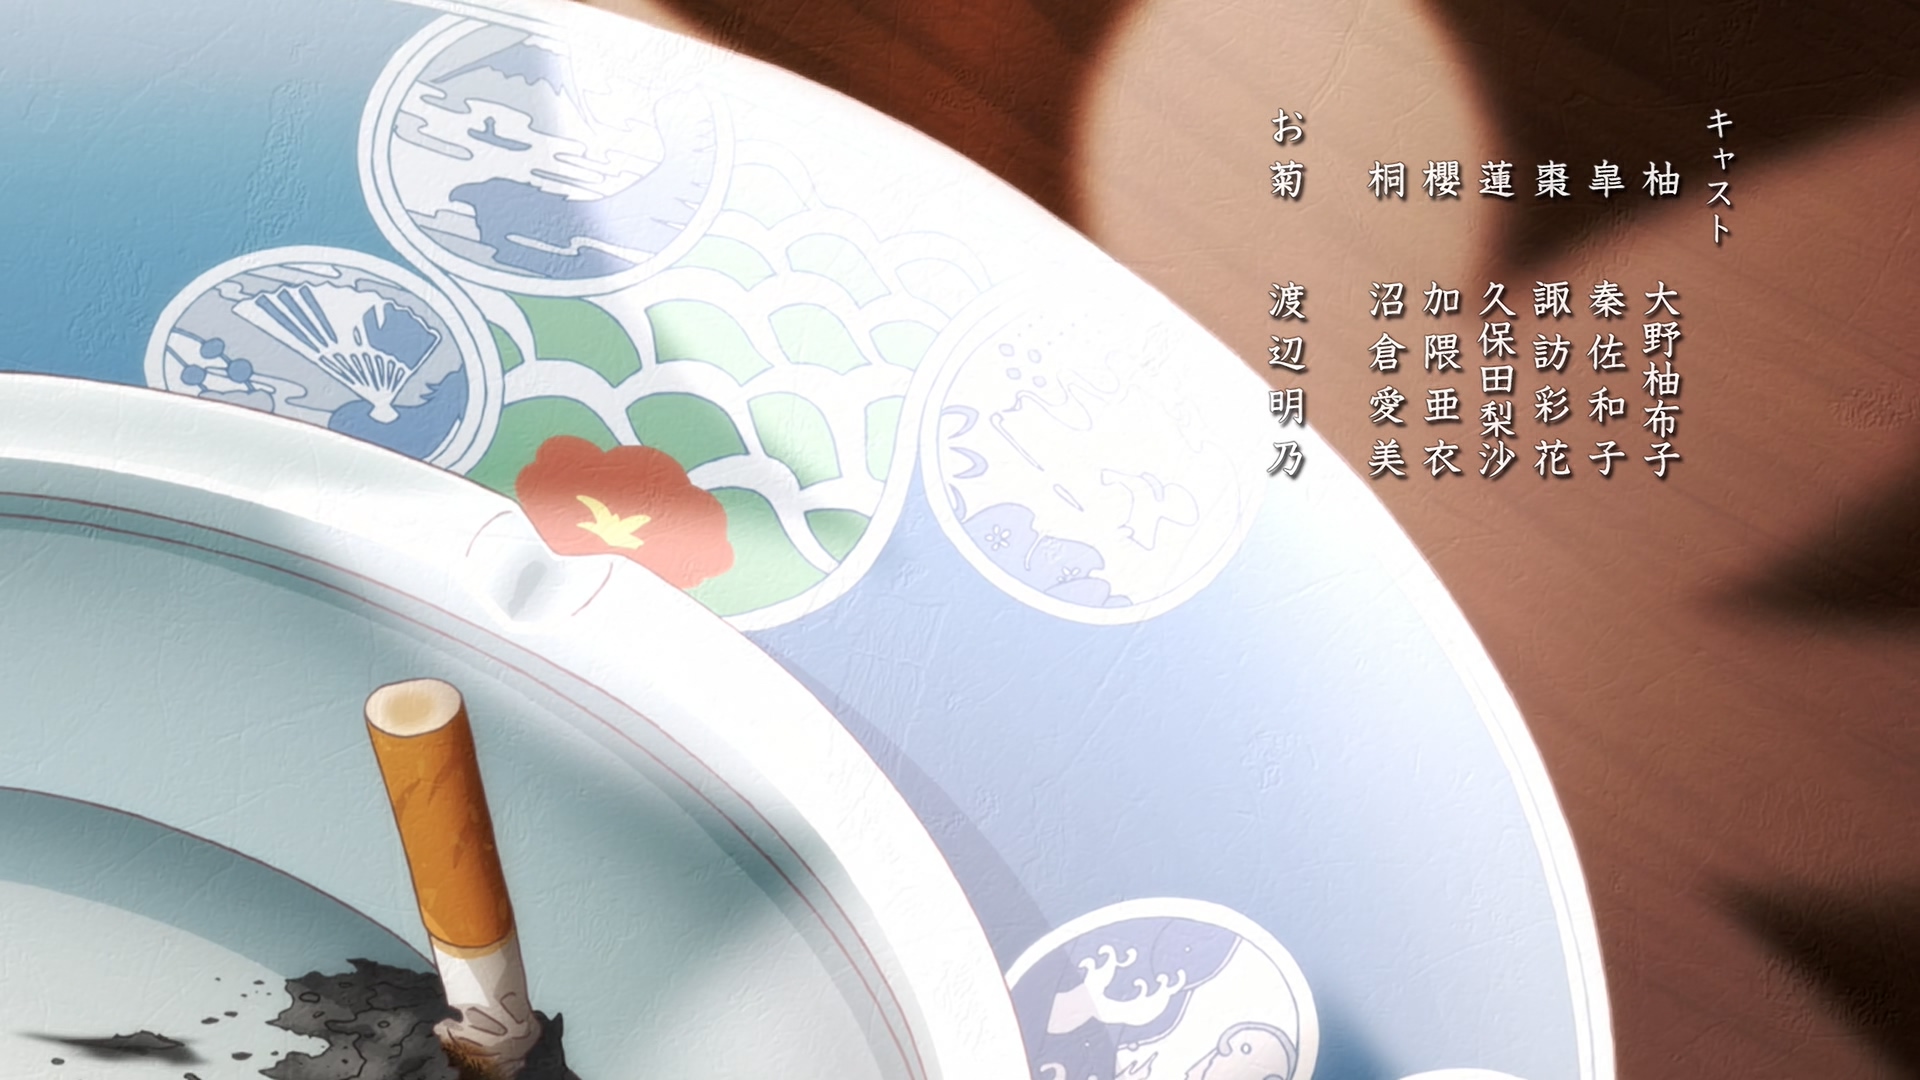 キャスト
柚 大野柚布子
皐 秦佐和子
棗 諏訪彩花
蓮 久保田梨沙
櫻 加隈亜衣
桐 沼倉愛美
お菊 渡辺明乃